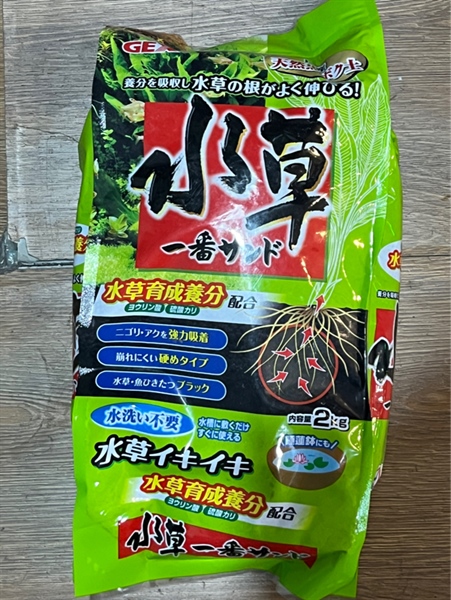 GEX
養分を吸収し水草の根がよく伸びる!
水草
一番サンド
水草育成養分配合
ヨウリン酸 硫酸カリ
ニゴリ・アクを強力吸着
崩れにくい硬めタイプ
水草・魚ひきたつブラック
水洗い不要
水槽に敷くだけ
すぐに使える
内容量2kg
睡蓮鉢にも
水草イキイキ
水草育成養分配合
ヨウリン酸 硫酸カリ
水草一番サンド